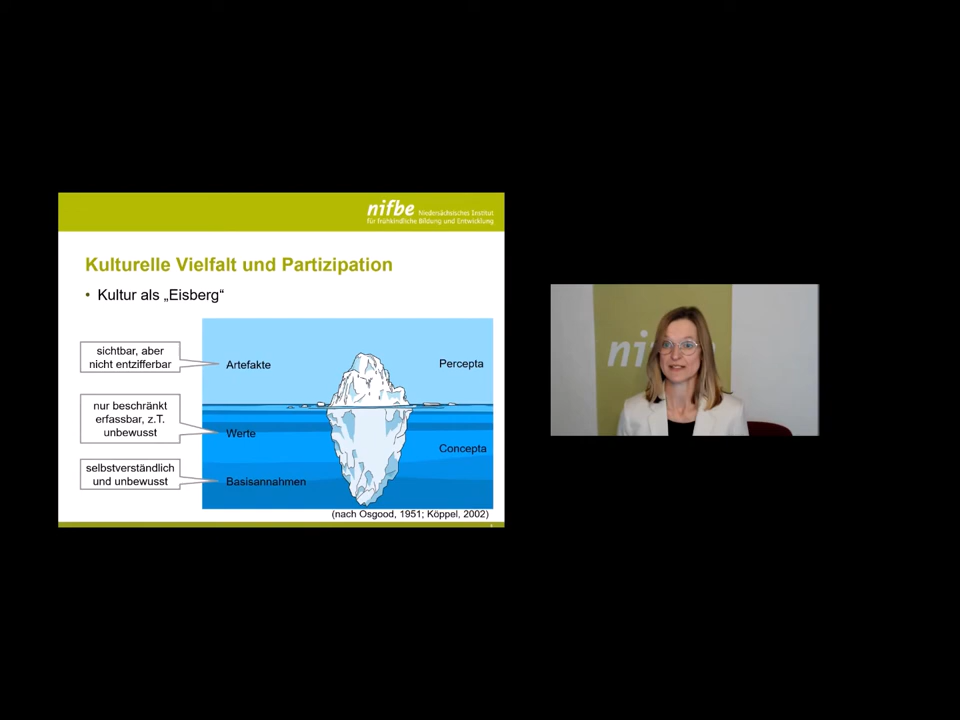 nifbe Niedersächsisches Institut
für frühkindliche Bildung und Entwicklung
Kulturelle Vielfalt und Partizipation
• Kultur als „Eisberg“
sichtbar, aber
nicht entzifferbar
Artefakte
Percepta
nur beschränkt
erfassbar, z.T.
unbewusst
Werte
Concepta
selbstverständlich
und unbewusst
Basisannahmen
(nach Osgood, 1951; Köppel, 2002)
nif